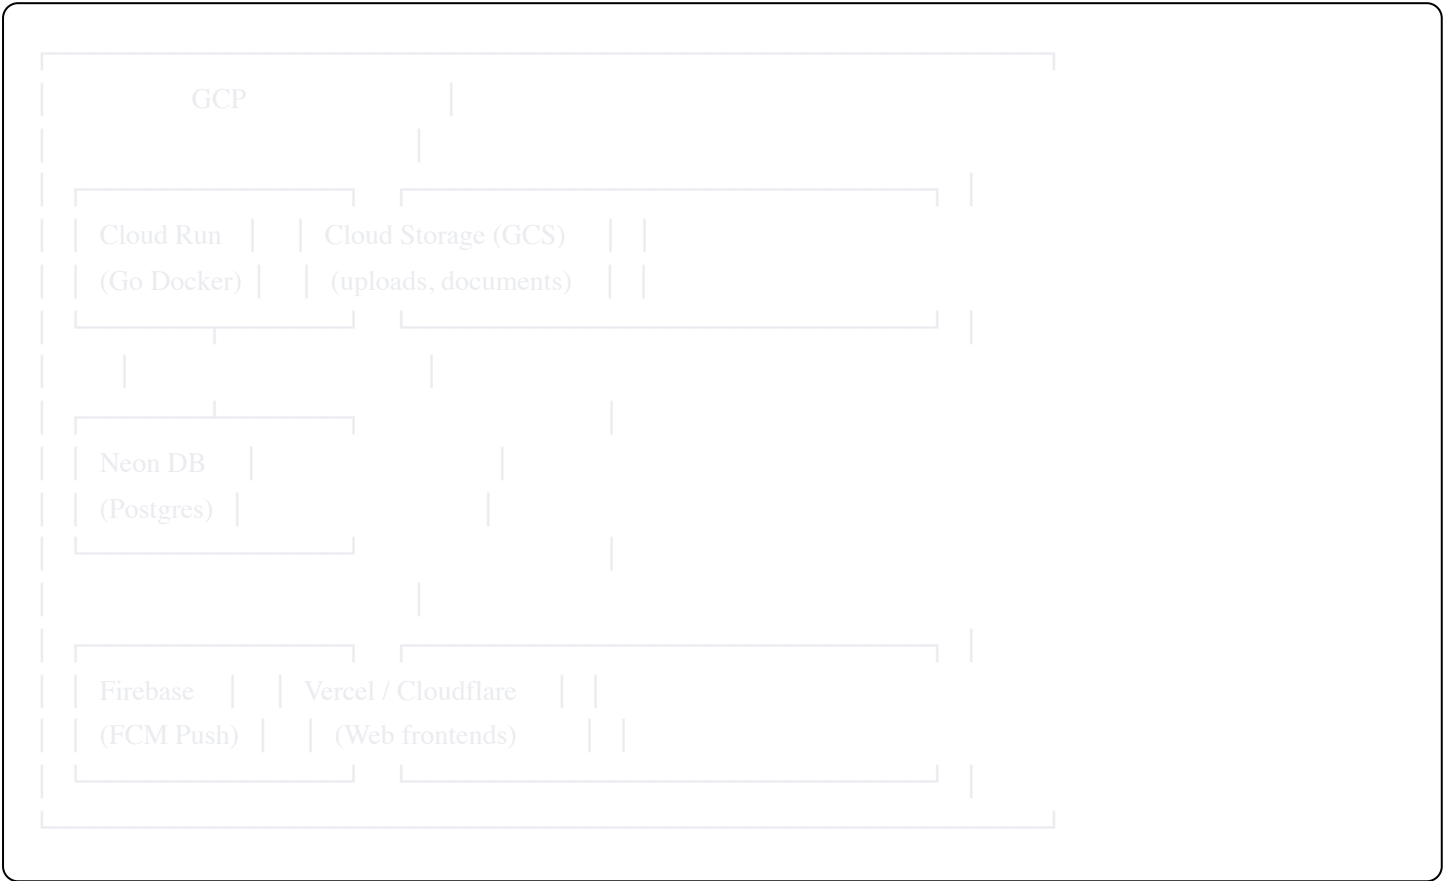 GCP
Cloud Run Cloud Storage (GCS)
(Go Docker) (uploads, documents)
Neon DB
(Postgres)
Firebase Vercel / Cloudflare
(FCM Push) (Web frontends)